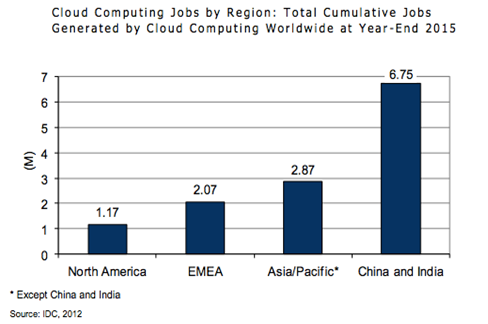 Cloud Computing Jobs by Region: Total Cumulative Jobs
Generated by Cloud Computing Worldwide at Year-End 2015
(M)
7
6
5
4
3
2
1
0
1.17
2.07
2.87
6.75
North America
EMEA
Asia/Pacific*
China and India
* Except China and India
Source: IDC, 2012